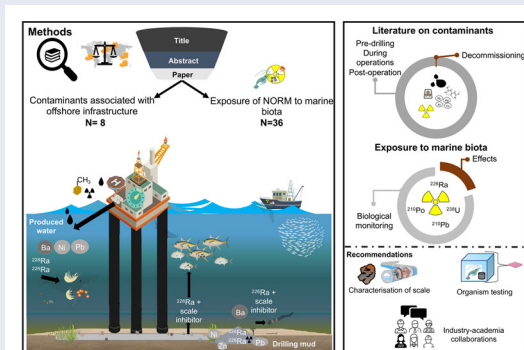 Methods
Title
Abstract
Paper
Contaminants associated with
offshore infrastructure
N= 8
Exposure of NORM to marine
biota
N=36
CH3
Produced
water
Ba
Ni
Pb
228Ra
226Ra +
scale
inhibitor
Ba
226Ra +
scale
inhibitor
Ni
Pb
Drilling mud
Literature on contaminants
Pre-drilling
During
operations
Post-operation
Decommissioning
Exposure to marine biota
Effects
226Ra
210Po
238U
210Pb
Biological
monitoring
Recommendations
Characterisation of scale
Organism testing
Industry-academia
collaborations